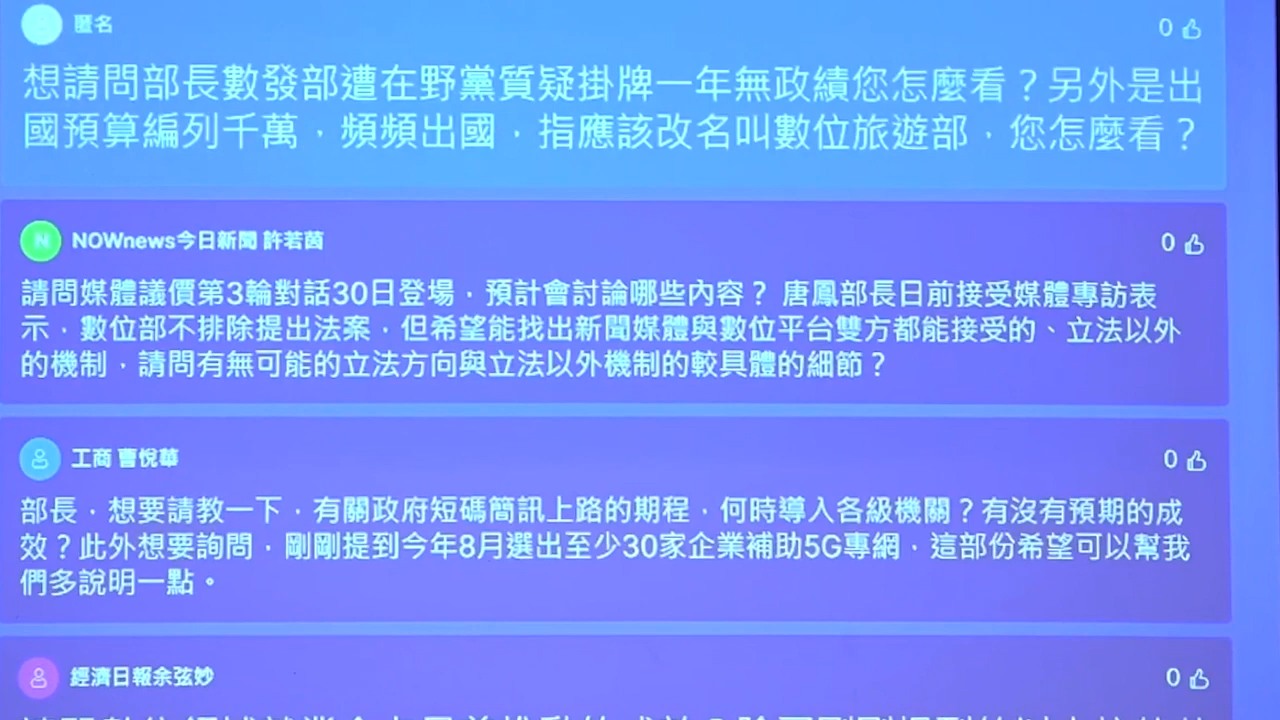 匿名
0
想請問部長數發部遭在野黨質疑掛牌一年無政績您怎麼看？另外是出
國預算編列千萬，頻頻出國，指應該改名叫數位旅遊部，您怎麼看？
N NOWnews今日新聞 許若茵
0
請問媒體議價第3輪對話30日登場，預計會討論哪些內容？ 唐鳳部長日前接受媒體專訪表
示，數位部不排除提出法案，但希望能找出新聞媒體與數位平台雙方都能接受的、立法以外
的機制，請問有無可能的立法方向與立法以外機制的較具體的細節？
工商 曹悅華
0
部長，想要請教一下，有關政府短碼簡訊上路的期程，何時導入各級機關？有沒有預期的成
效？此外想要詢問，剛剛提到今年8月選出至少30家企業補助5G專網，這部份希望可以幫我
們多說明一點。
經濟日報余弦妙
0